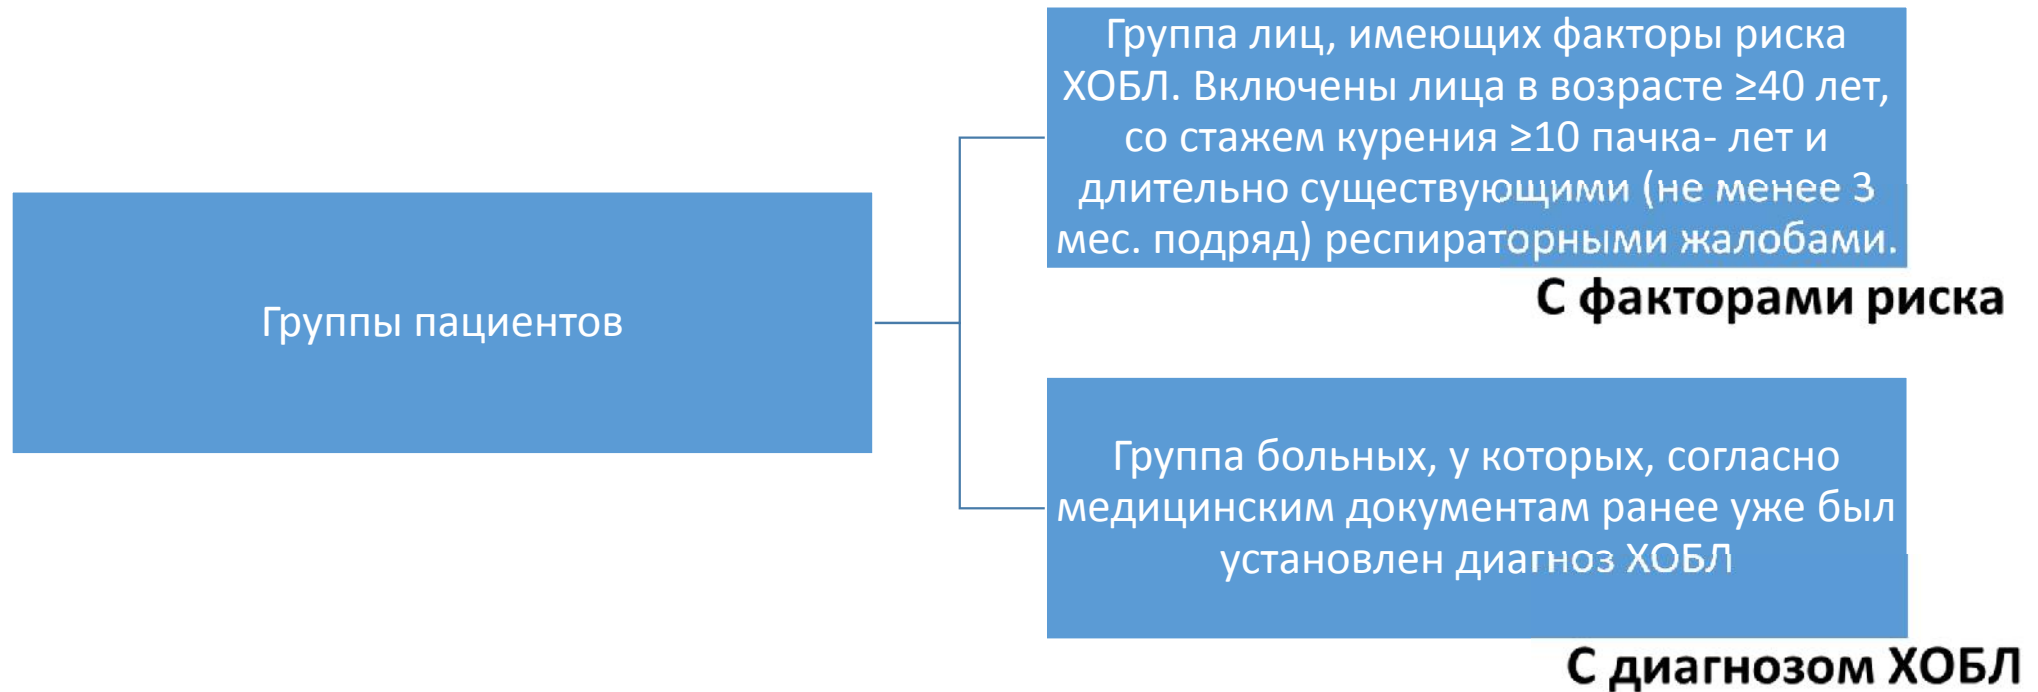 Группа лиц, имеющих факторы риска
ХОБЛ. Включены лица в возрасте ≥40 лет,
со стажем курения ≥10 пачка- лет и
длительно существующими (не менее 3
мес. подряд) респираторными жалобами.
С факторами риска
Группы пациентов
Группа больных, у которых, согласно
медицинским документам ранее уже был
установлен диагноз ХОБЛ
С диагнозом ХОБЛ